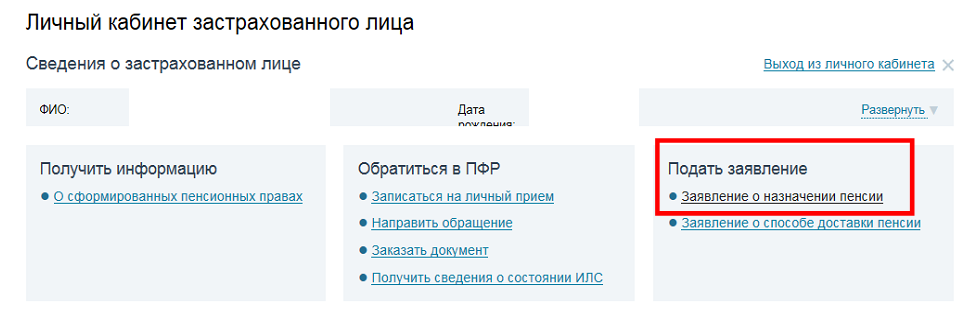 Личный кабинет застрахованного лица
Сведения о застрахованном лице
Выход из личного кабинета
ФИО:
Дата
рождения:
Развернуть
Получить информацию
О сформированных пенсионных правах
Обратиться в ПФР
Записаться на личный прием
Направить обращение
Заказать документ
Получить сведения о состоянии ИЛС
Подать заявление
Заявление о назначении пенсии
Заявление о способе доставки пенсии